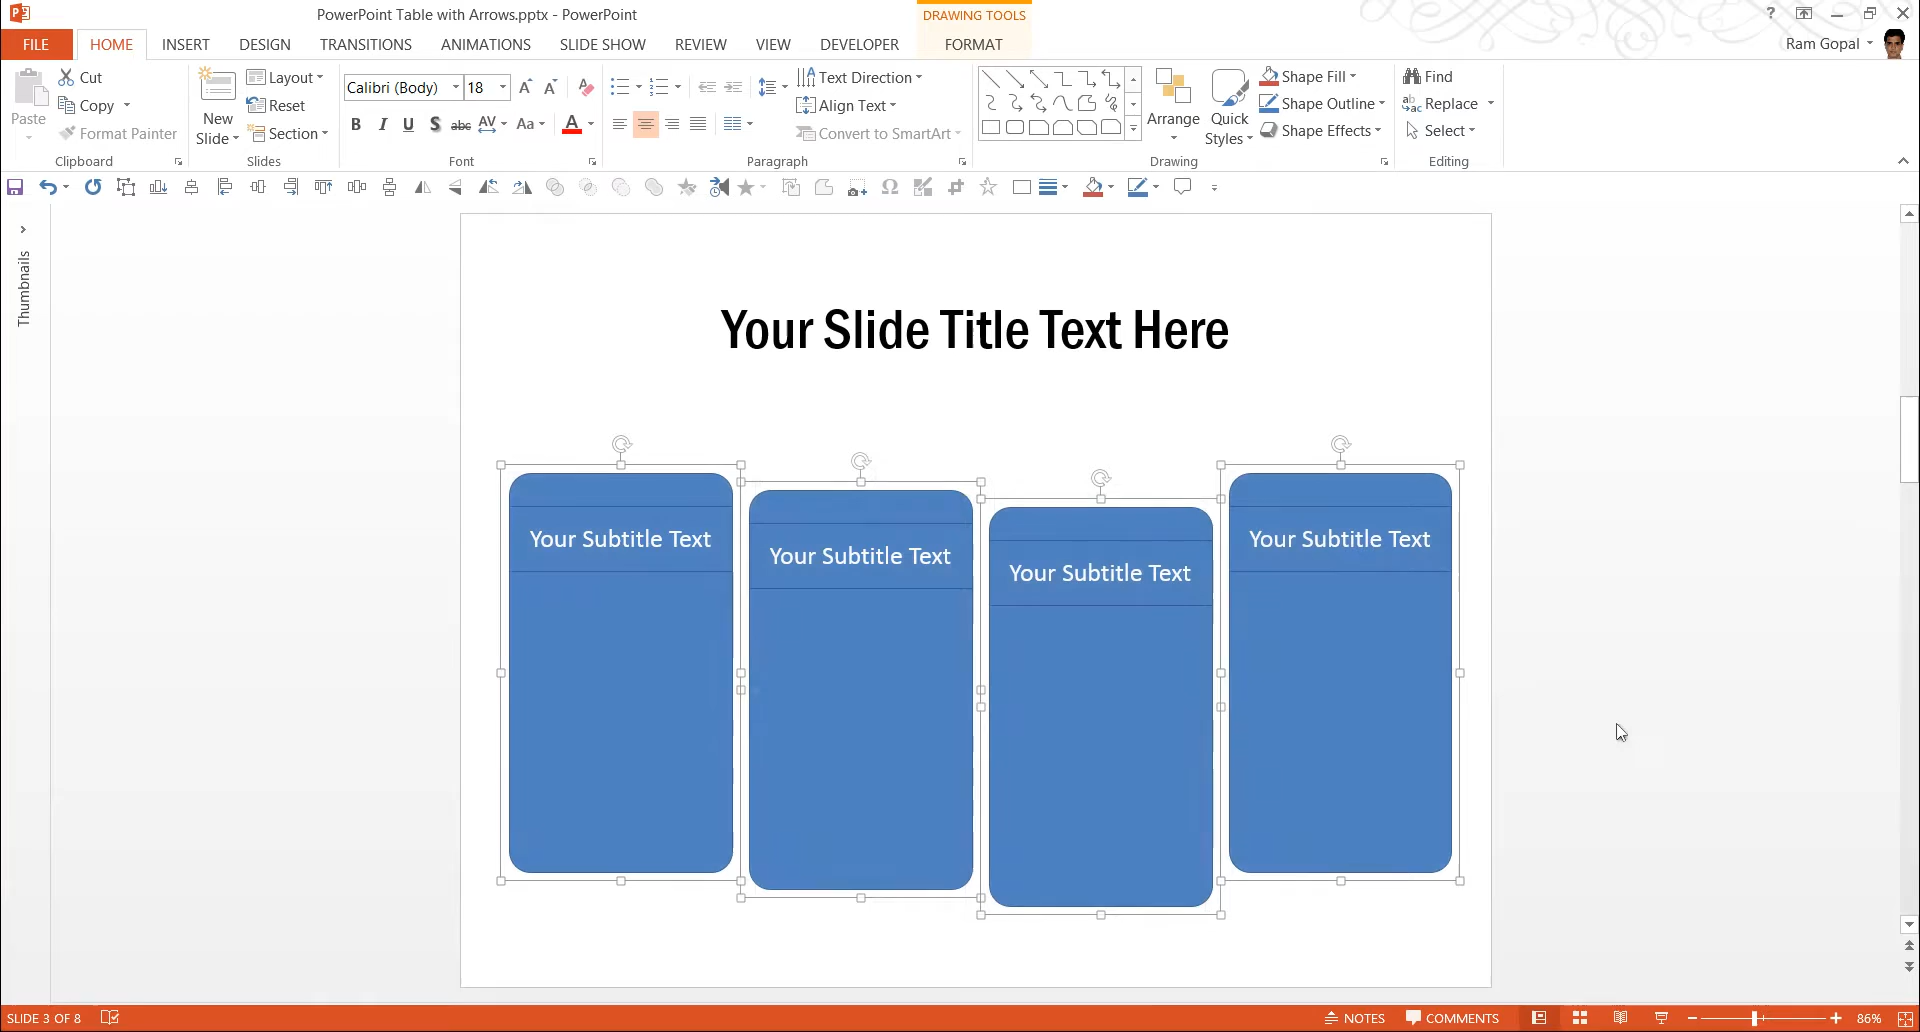 PowerPoint Table with Arrows.pptx - PowerPoint
DRAWING TOOLS
?
FILE
HOME
INSERT
DESIGN
TRANSITIONS
ANIMATIONS
SLIDE SHOW
REVIEW
VIEW
DEVELOPER
FORMAT
Ram Gopal
Paste
Cut
Copy
Format Painter
Clipboard
New
Slide
Layout
Reset
Section
Slides
Calibri (Body)
18
B I U S abc AV Aa A
Font
Text Direction
Align Text
Convert to SmartArt
Paragraph
Arrange
Quick
Styles
Shape Fill
Shape Outline
Shape Effects
Drawing
Find
Replace
Select
Editing
Thumbnails
Your Slide Title Text Here
Your Subtitle Text
Your Subtitle Text
Your Subtitle Text
Your Subtitle Text
SLIDE 3 OF 8
NOTES
COMMENTS
86%